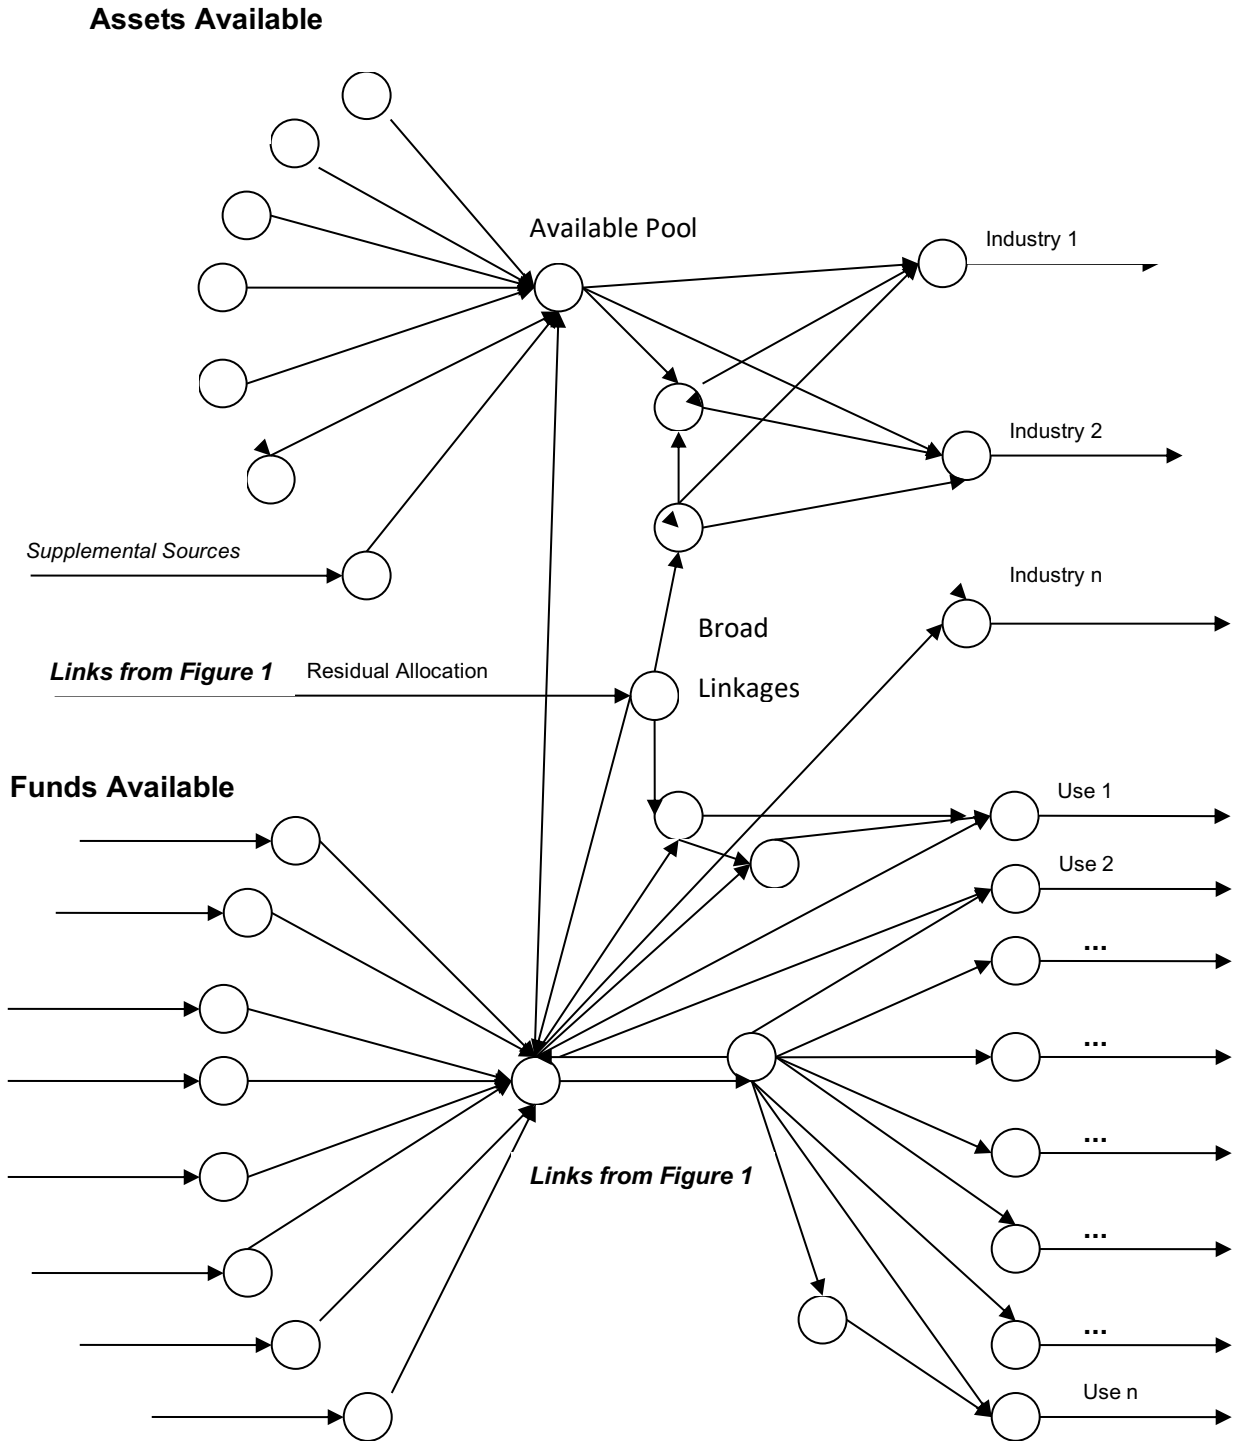 Assets Available
Available Pool
Industry 1
Industry 2
Supplemental Sources
Industry n
Broad
Linkages
Links from Figure 1
Residual Allocation
Funds Available
Use 1
Use 2
...
...
...
Links from Figure 1
...
...
Use n